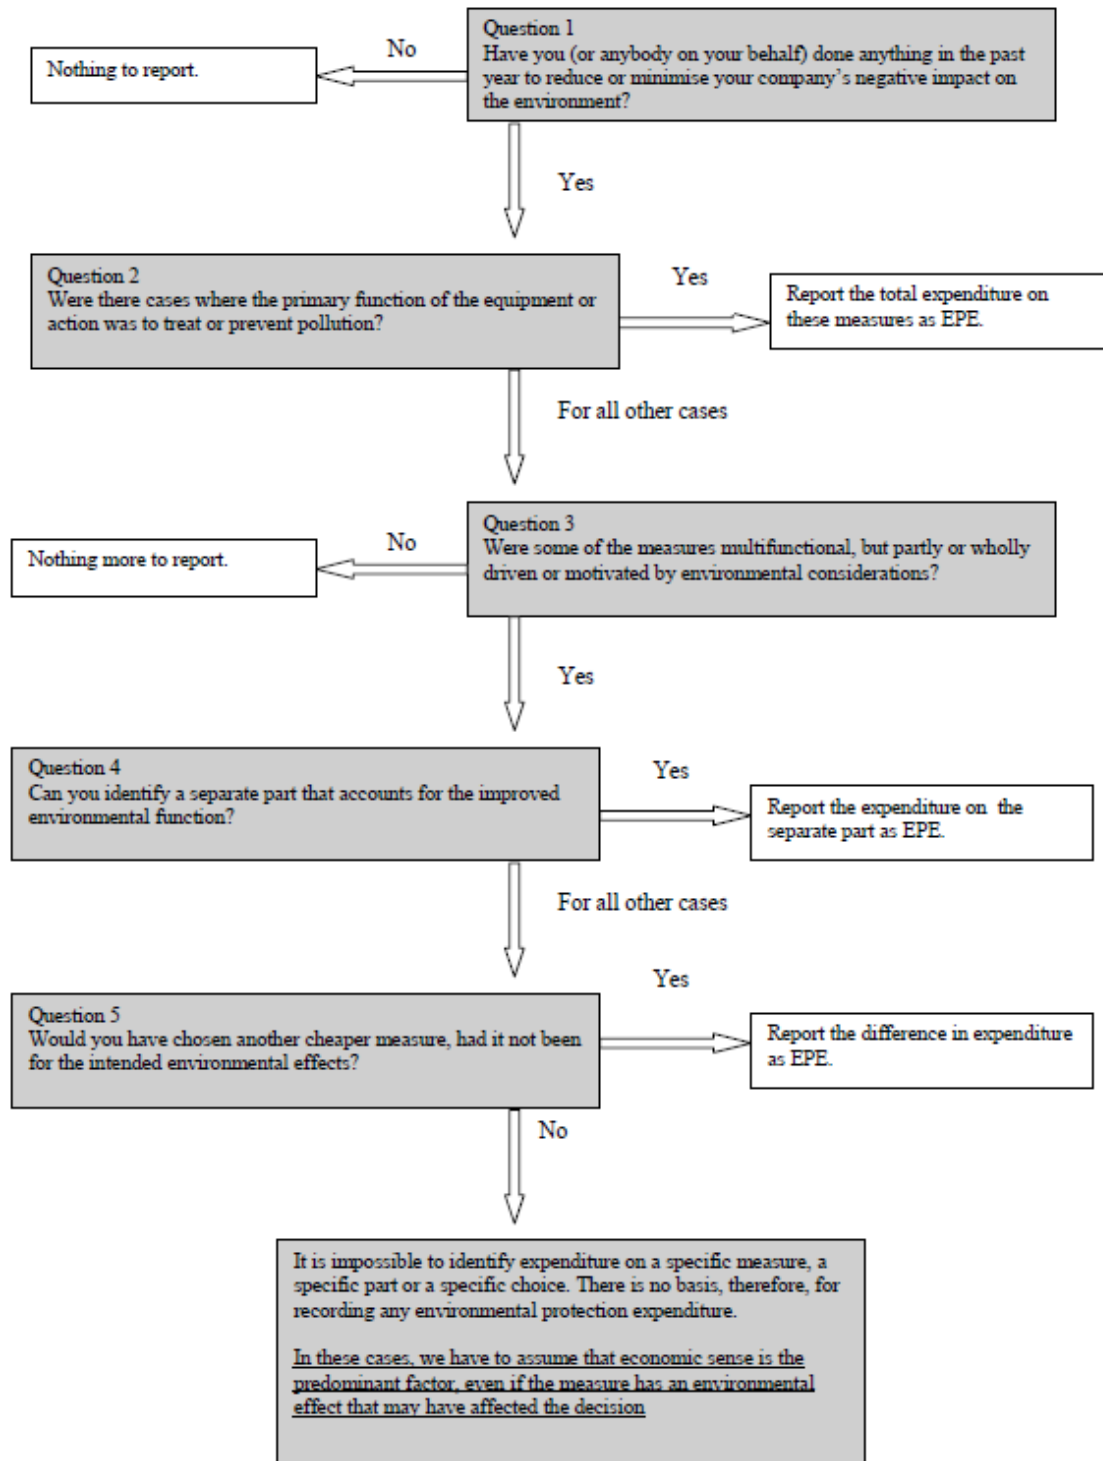 Question 1
Have you (or anybody on your behalf) done anything in the past
year to reduce or minimise your company's negative impact on
the environment?
No
Nothing to report.
Yes
Question 2
Were there cases where the primary function of the equipment or
action was to treat or prevent pollution?
Yes
Report the total expenditure on
these measures as EPE.
For all other cases
Question 3
Were some of the measures multifunctional, but partly or wholly
driven or motivated by environmental considerations?
No
Nothing more to report.
Yes
Question 4
Can you identify a separate part that accounts for the improved
environmental function?
Yes
Report the expenditure on the
separate part as EPE.
For all other cases
Question 5
Would you have chosen another cheaper measure, had it not been
for the intended environmental effects?
Yes
Report the difference in expenditure
as EPE.
No
It is impossible to identify expenditure on a specific measure, a
specific part or a specific choice. There is no basis, therefore, for
recording any environmental protection expenditure.
In these cases, we have to assume that economic sense is the
predominant factor, even if the measure has an environmental
effect that may have affected the decision